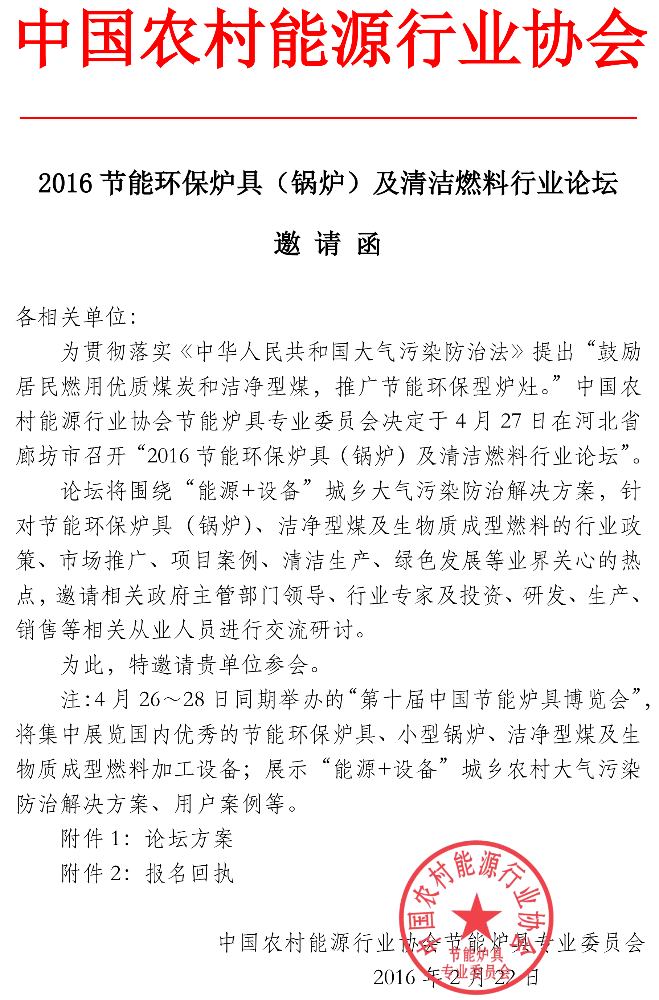 中国农村能源行业协会
2016 节能环保炉具（锅炉）及清洁燃料行业论坛
邀 请 函
各相关单位：
为贯彻落实《中华人民共和国大气污染防治法》提出“鼓励
居民燃用优质煤炭和洁净型煤，推广节能环保型炉灶。”中国农
村能源行业协会节能炉具专业委员会决定于 4 月 27 日在河北省
廊坊市召开“2016 节能环保炉具（锅炉）及清洁燃料行业论坛”。
论坛将围绕“能源+设备”城乡大气污染防治解决方案，针
对节能环保炉具（锅炉）、洁净型煤及生物质成型燃料的行业政
策、市场推广、项目案例、清洁生产、绿色发展等业界关心的热
点，邀请相关政府主管部门领导、行业专家及投资、研发、生产、
销售等相关从业人员进行交流研讨。
为此，特邀请贵单位参会。
注：4 月 26～28 日同期举办的“第十届中国节能炉具博览会”，
将集中展览国内优秀的节能环保炉具、小型锅炉、洁净型煤及生
物质成型燃料加工设备；展示“能源+设备”城乡农村大气污染
防治解决方案、用户案例等。
附件 1：论坛方案
附件 2：报名回执
中国农村能源行业协会节能炉具专业委员会
2016 年 2 月 22 日
中国农村能源行业协会
节能炉具
专业委员会